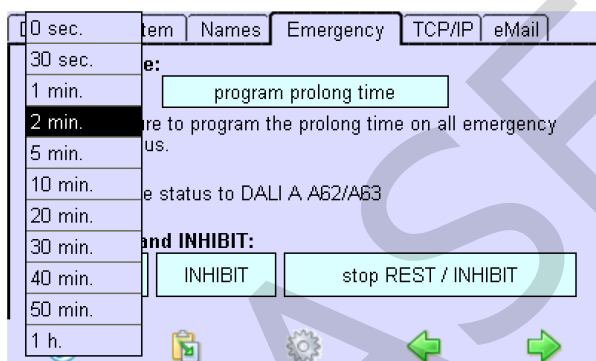 tem Names Emergency TCP/IP eMail
0 sec.
30 sec.
1 min.
2 min.
5 min.
10 min.
20 min.
30 min.
40 min.
50 min.
1 h.
e:
program prolong time
re to program the prolong time on all emergency
us.
e status to DALI A A62/A63
and INHIBIT:
INHIBIT stop REST / INHIBIT